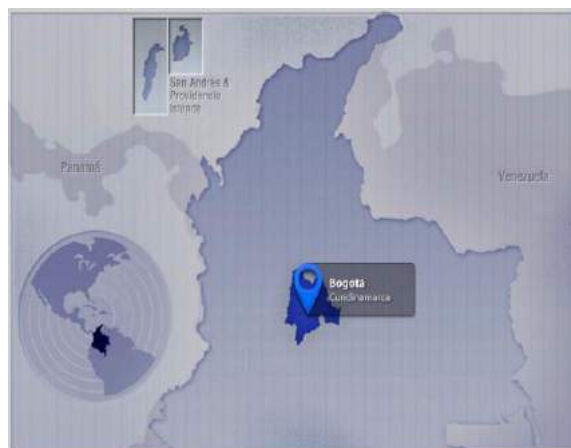 San Andrés &
Providencia
Islands
Panamá
Venezuela
Bogotá
Cundinamarca